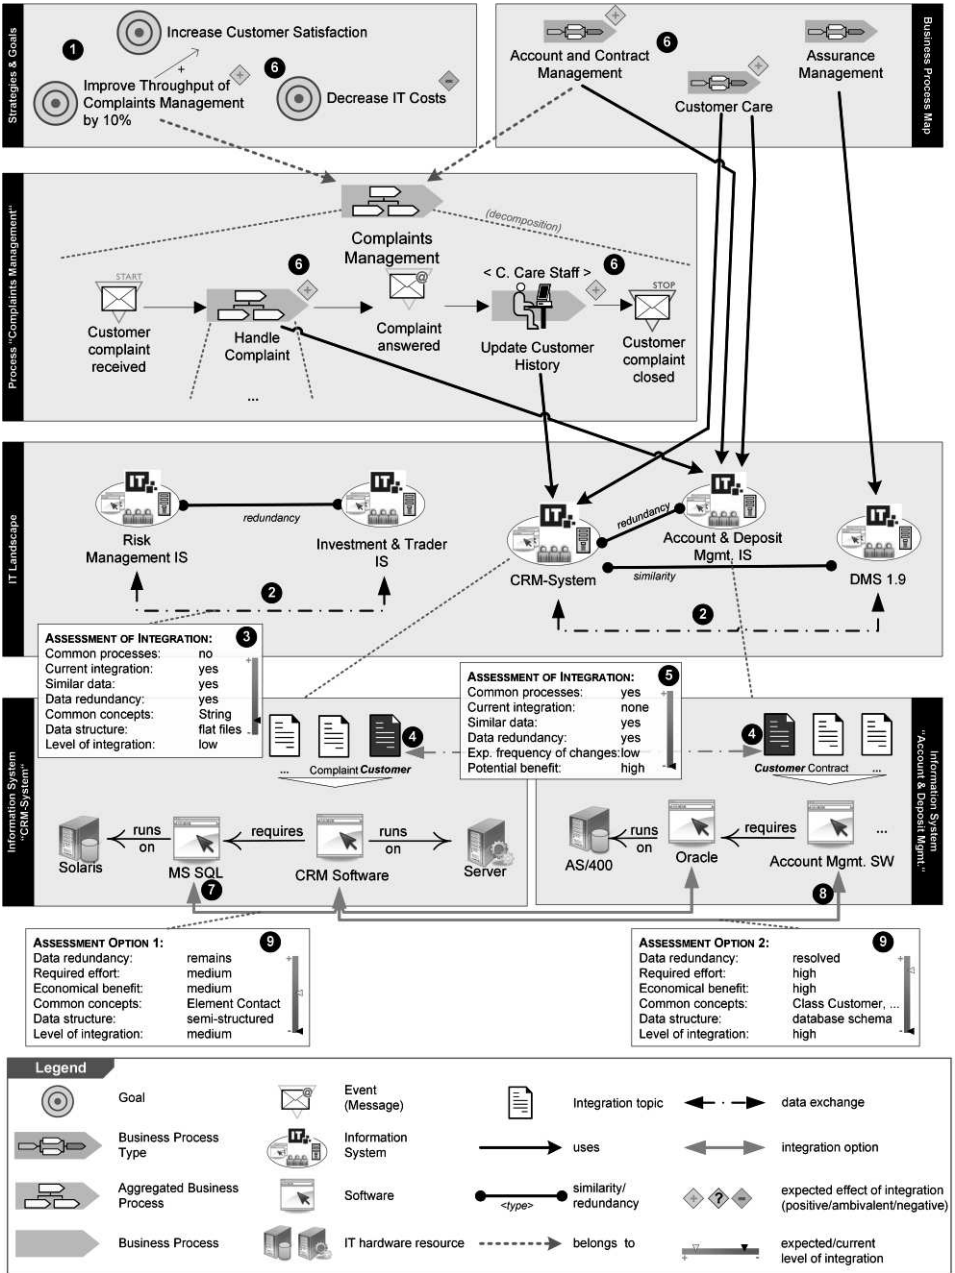 Strategies & Goals
1
Increase Customer Satisfaction
+
Improve Throughput of
Complaints Management
by 10%
+
6
Decrease IT Costs
-
Business Process Map
+
6
Account and Contract
Management
+
Customer Care
Assurance
Management
Process "Complaints Management"
(decomposition)
Complaints
Management
START
Customer
complaint
received
6
+
Handle
Complaint
...
@
Complaint
answered
< C. Care Staff >
6
+
Update Customer
History
STOP
Customer
complaint
closed
IT Landscape
IT
Risk
Management IS
redundancy
IT
Investment & Trader
IS
2
IT
CRM-System
redundancy
IT
Account & Deposit
Mgmt. IS
similarity
IT
DMS 1.9
2
ASSESSMENT OF INTEGRATION: 3
Common processes: no
Current integration: yes
Similar data: yes
Data redundancy: yes
Common concepts: String
Data structure: flat files
Level of integration: low
+
-
ASSESSMENT OF INTEGRATION: 5
Common processes: yes
Current integration: none
Similar data: yes
Data redundancy: yes
Exp. frequency of changes: low
Potential benefit: high
+
-
Information System
"CRM-System"
4
... Complaint Customer
Solaris
runs
on
MS SQL
requires
CRM Software
runs
on
Server
7
Information System
"Account & Deposit Mgmt."
4
Customer Contract ...
AS/400
runs
on
Oracle
requires
Account Mgmt. SW
...
8
ASSESSMENT OPTION 1: 9
Data redundancy: remains
Required effort: medium
Economical benefit: medium
Common concepts: Element Contact
Data structure: semi-structured
Level of integration: medium
+
-
ASSESSMENT OPTION 2: 9
Data redundancy: resolved
Required effort: high
Economical benefit: high
Common concepts: Class Customer, ...
Data structure: database schema
Level of integration: high
+
-
Legend
Goal
Business Process
Type
Aggregated Business
Process
Business Process
@
Event
(Message)
IT
Information
System
Software
IT hardware resource
Integration topic
uses
<type>
similarity/
redundancy
belongs to
data exchange
integration option
+ ? -
expected effect of integration
(positive/ambivalent/negative)
+ -
expected/current
level of integration